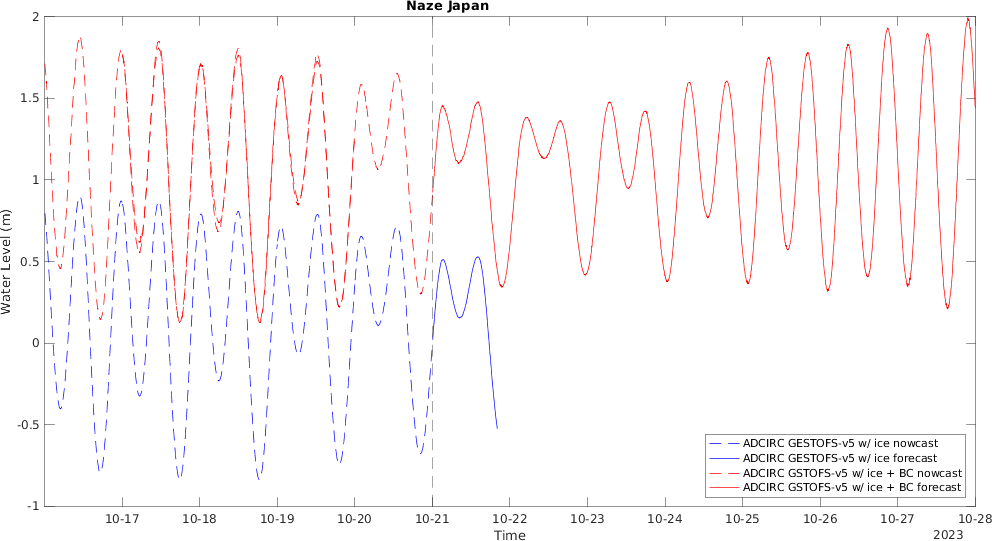 Naze Japan
2
1.5
1
0.5
0
-0.5
-1
Water Level (m)
ADCIRC GESTOFS-v5 w/ ice nowcast
ADCIRC GESTOFS-v5 w/ ice forecast
ADCIRC GSTOFS-v5 w/ ice + BC nowcast
ADCIRC GSTOFS-v5 w/ ice + BC forecast
10-17 10-18 10-19 10-20 10-21 10-22 10-23 10-24 10-25 10-26 10-27 10-28
Time
2023